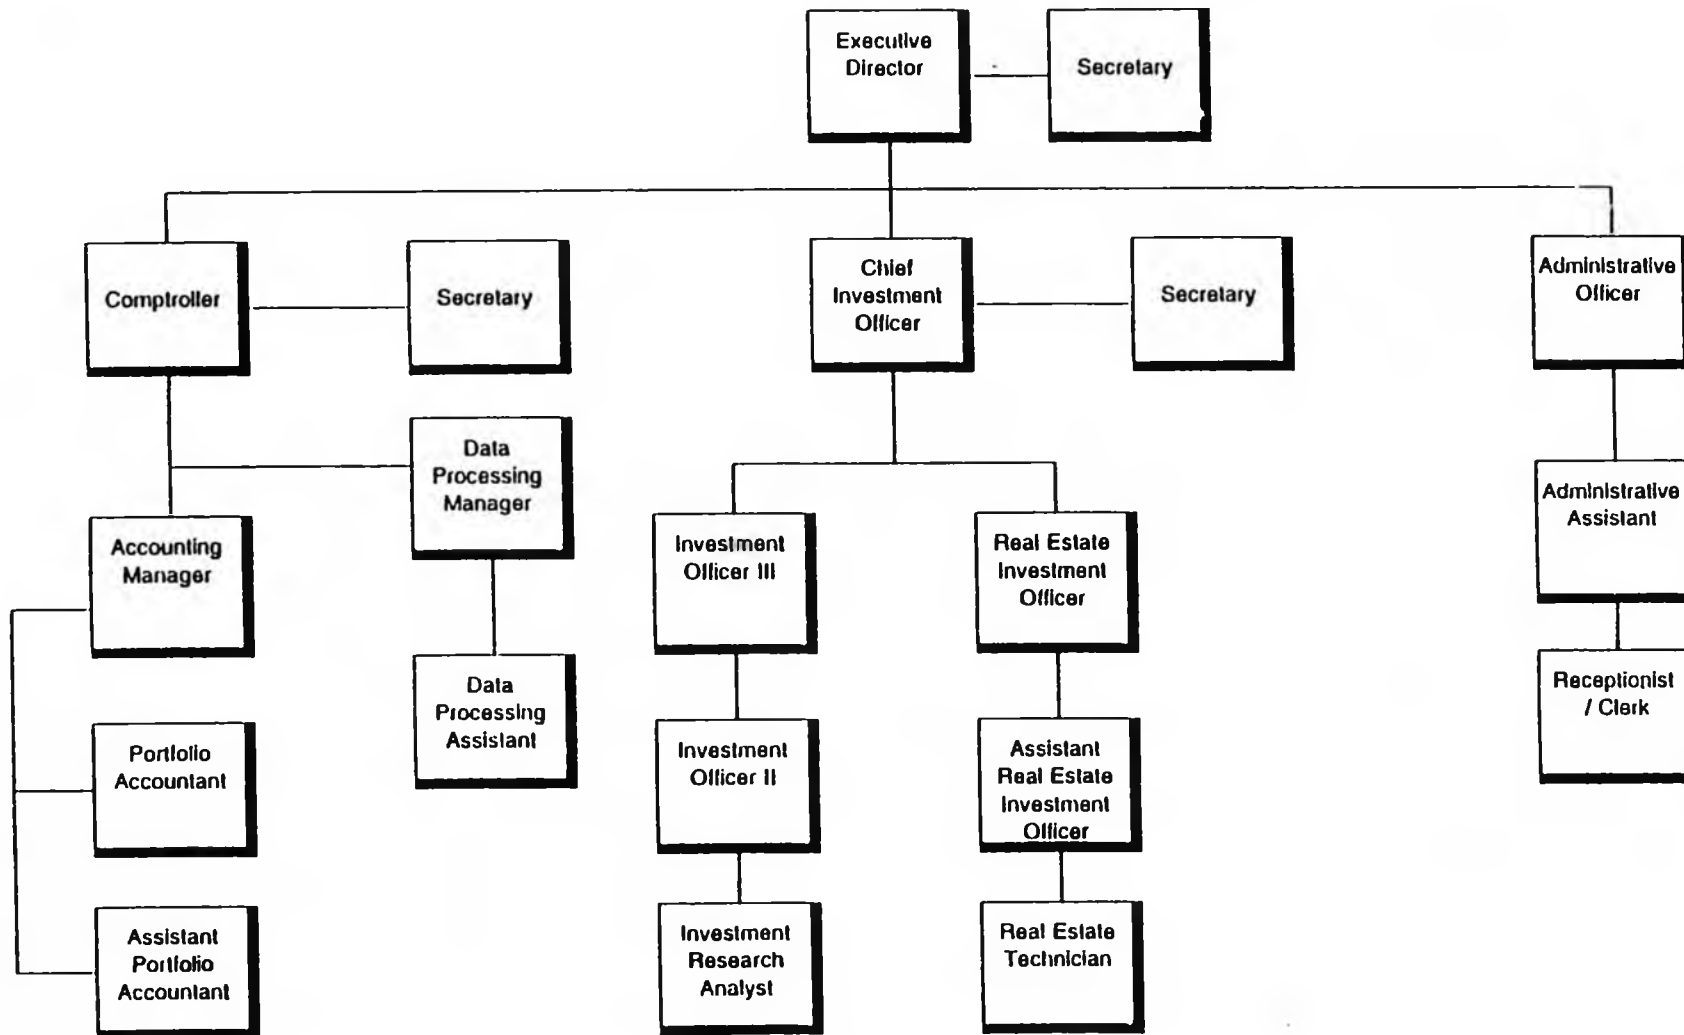 Executive
Director
Secretary
Comptroller
Secretary
Chief
Investment
Officer
Secretary
Administrative
Officer
Data
Processing
Manager
Administrative
Assistant
Accounting
Manager
Investment
Officer III
Real Estate
Investment
Officer
Data
Processing
Assistant
Receptionist
/ Clerk
Portfolio
Accountant
Investment
Officer II
Assistant
Real Estate
Investment
Officer
Assistant
Portfolio
Accountant
Investment
Research
Analyst
Real Estate
Technician